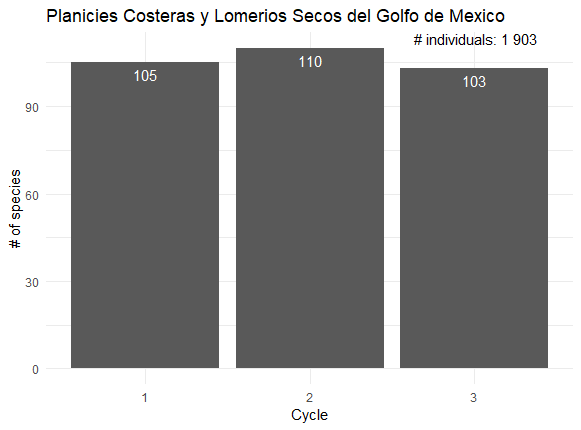 Planicies Costeras y Lomerios Secos del Golfo de Mexico
# individuals: 1 903
105
110
103
90
60
30
0
# of species
1
2
3
Cycle